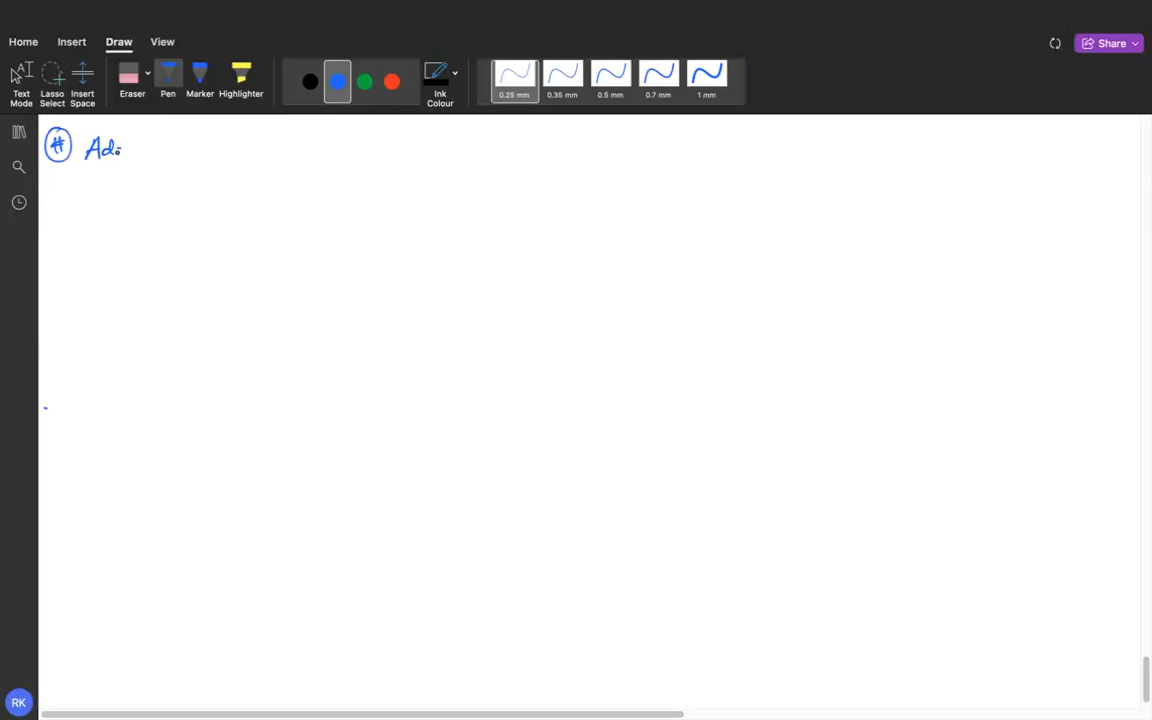 Home Insert Draw View
Share
Text Mode
Lasso Select
Insert Space
Eraser
Pen
Marker
Highlighter
Ink Colour
0.25 mm
0.35 mm
0.5 mm
0.7 mm
1 mm
# Ad
RK